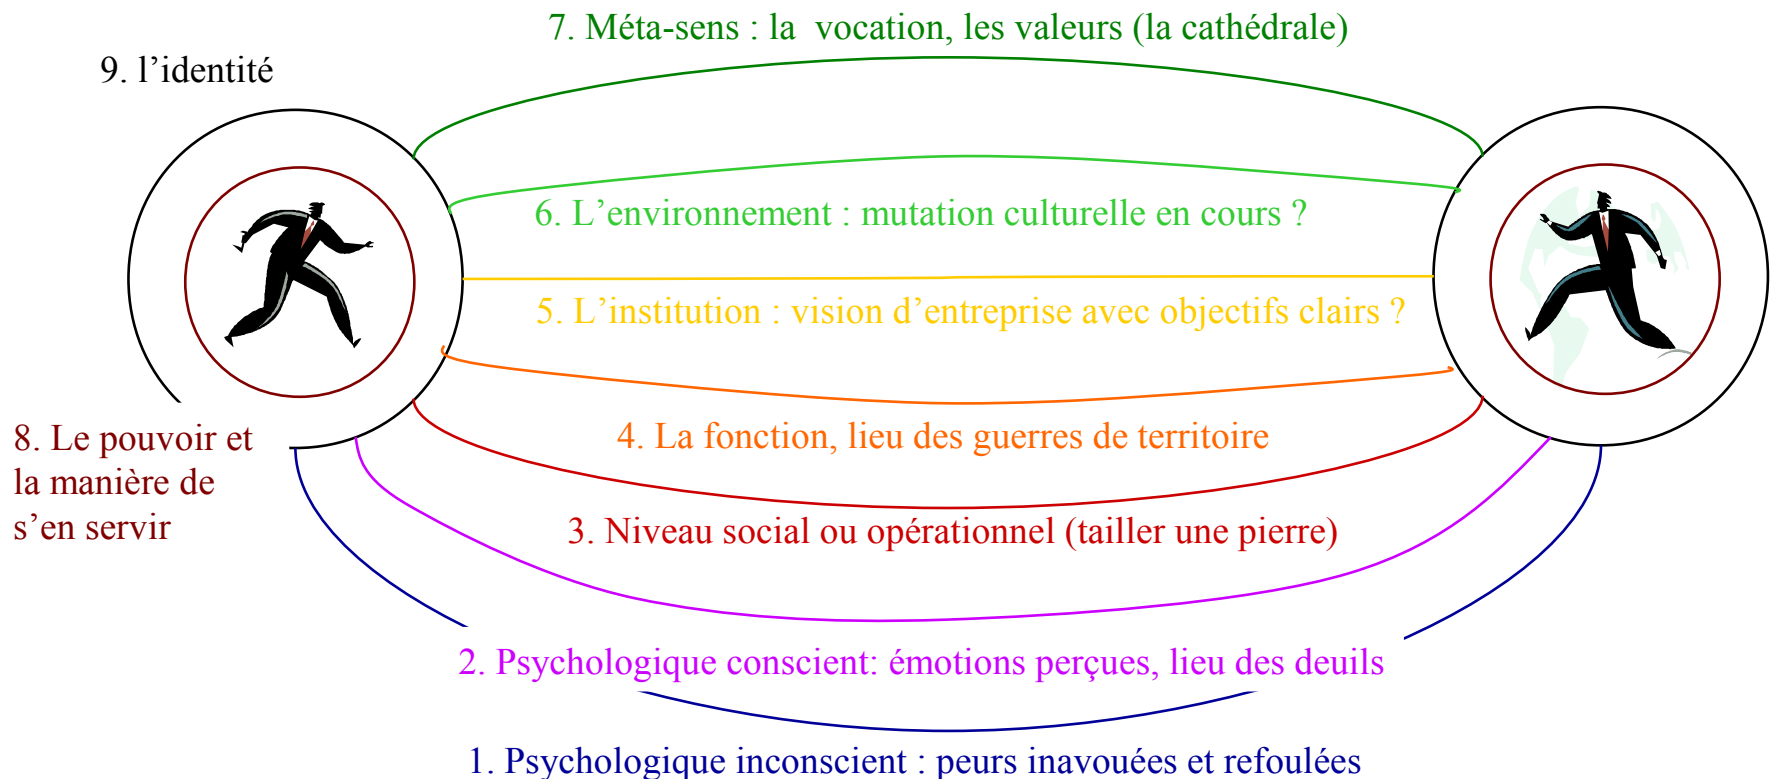 7. Méta-sens : la  vocation, les valeurs (la cathédrale)
9. l’identité
6. L’environnement : mutation culturelle en cours ?
5. L’institution : vision d’entreprise avec objectifs clairs ?
4. La fonction, lieu des guerres de territoire
8. Le pouvoir et
la manière de
s’en servir
3. Niveau social ou opérationnel (tailler une pierre)
2. Psychologique conscient: émotions perçues, lieu des deuils
1. Psychologique inconscient : peurs inavouées et refoulées